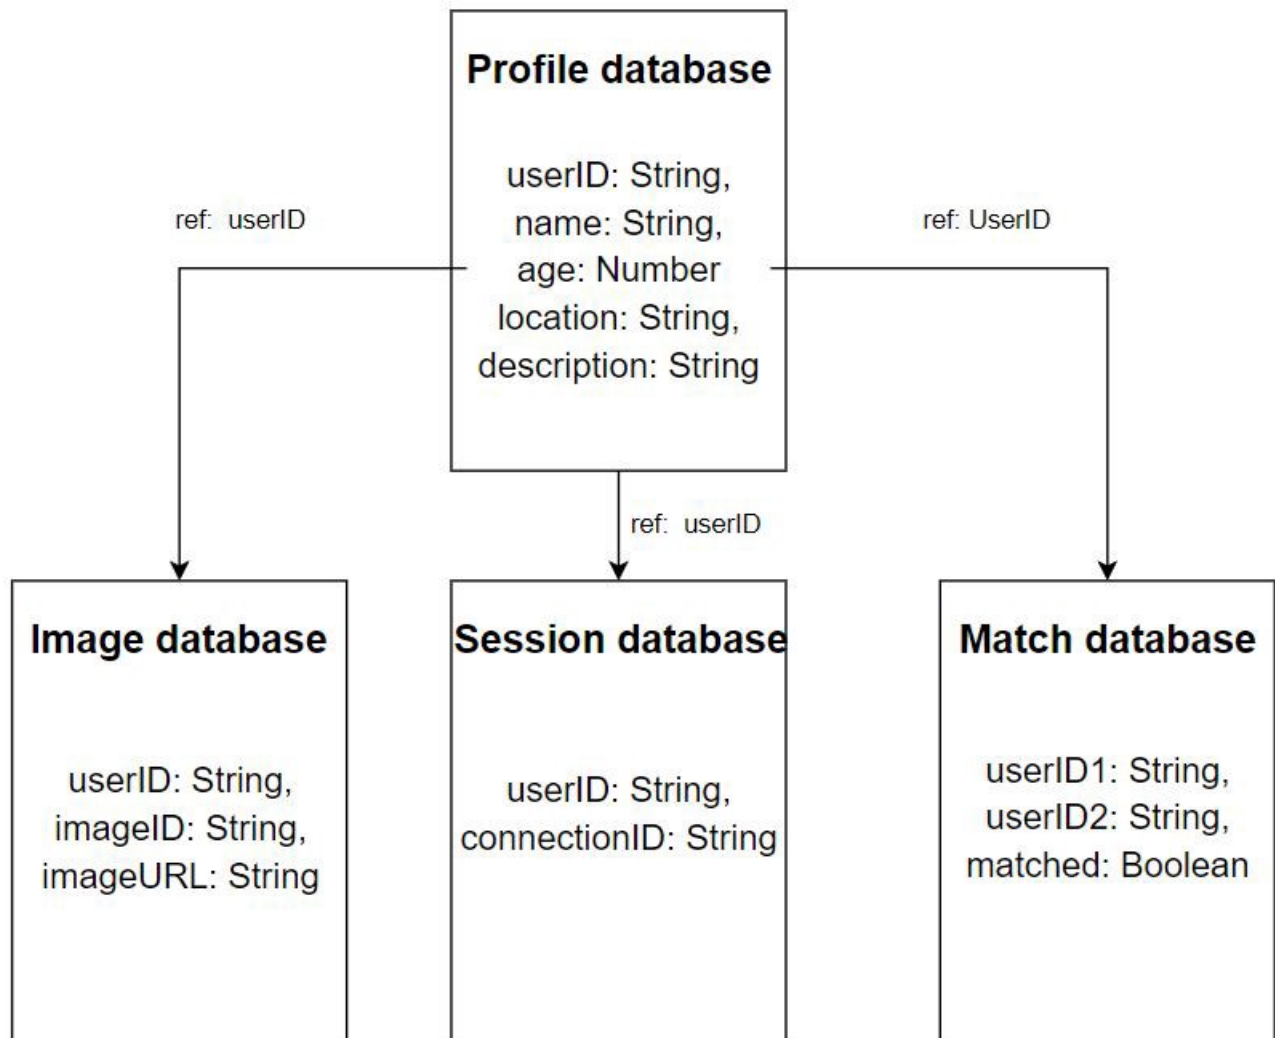 Profile database
userID: String,
name: String,
age: Number
location: String,
description: String
ref: userID
ref: UserID
ref: userID
Image database
userID: String,
imageID: String,
imageURL: String
Session database
userID: String,
connectionID: String
Match database
userID1: String,
userID2: String,
matched: Boolean